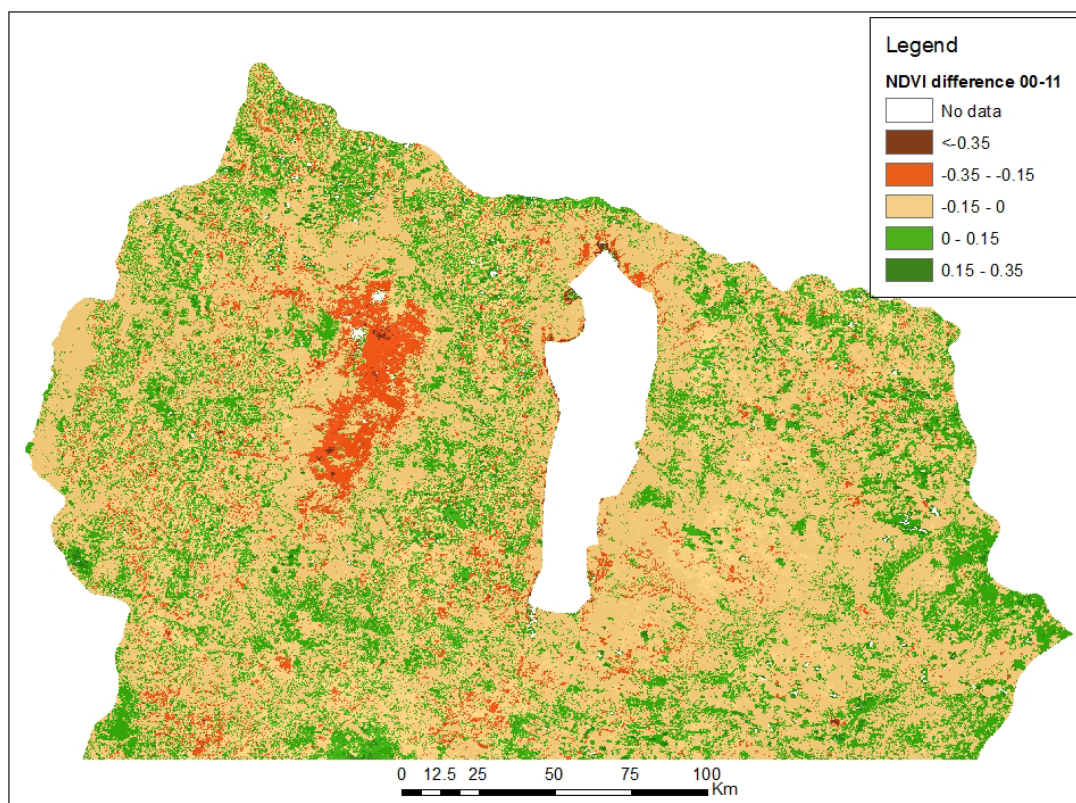 Legend
NDVI difference 00-11
No data
<-0.35
-0.35 - -0.15
-0.15 - 0
0 - 0.15
0.15 - 0.35
0 12.5 25 50 75 100
Km